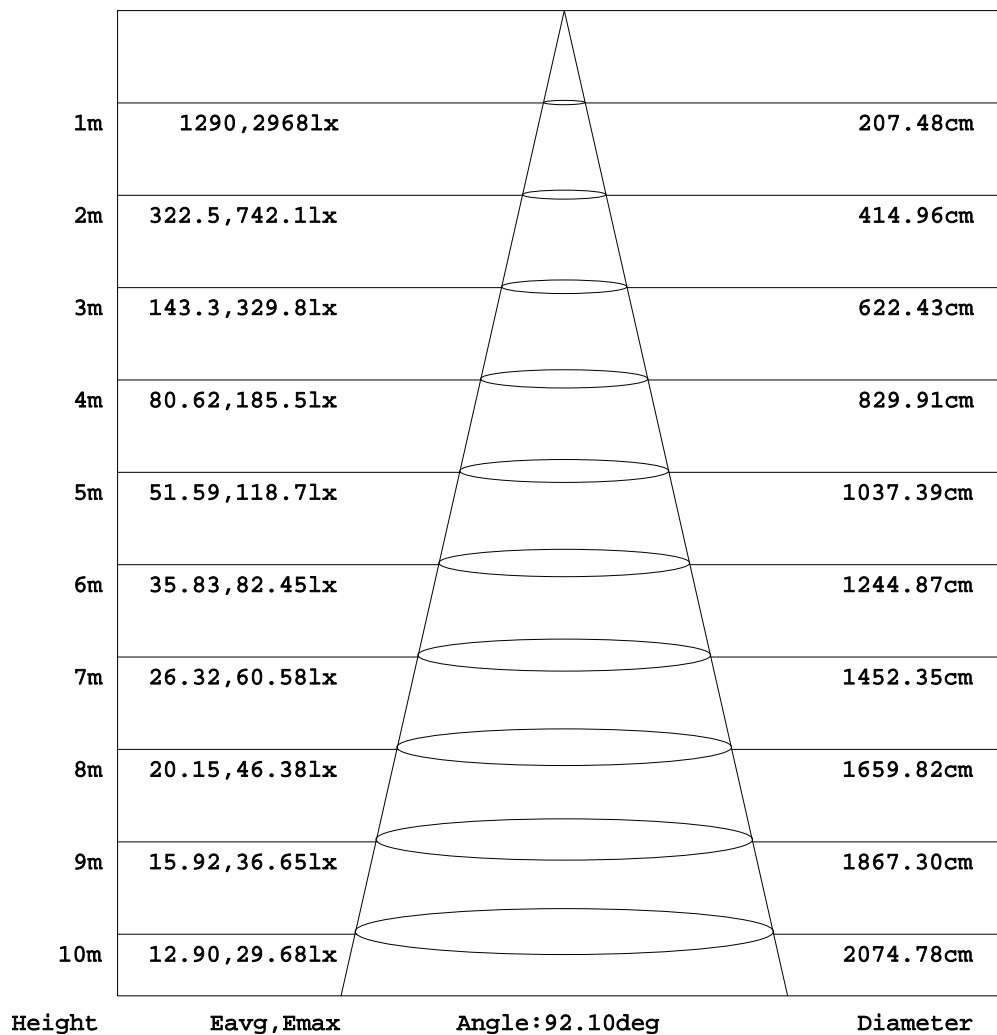 1m 1290,2968lx 207.48cm
2m 322.5,742.1lx 414.96cm
3m 143.3,329.8lx 622.43cm
4m 80.62,185.5lx 829.91cm
5m 51.59,118.7lx 1037.39cm
6m 35.83,82.45lx 1244.87cm
7m 26.32,60.58lx 1452.35cm
8m 20.15,46.38lx 1659.82cm
9m 15.92,36.65lx 1867.30cm
10m 12.90,29.68lx 2074.78cm
Height Eavg,Emax Angle:92.10deg Diameter